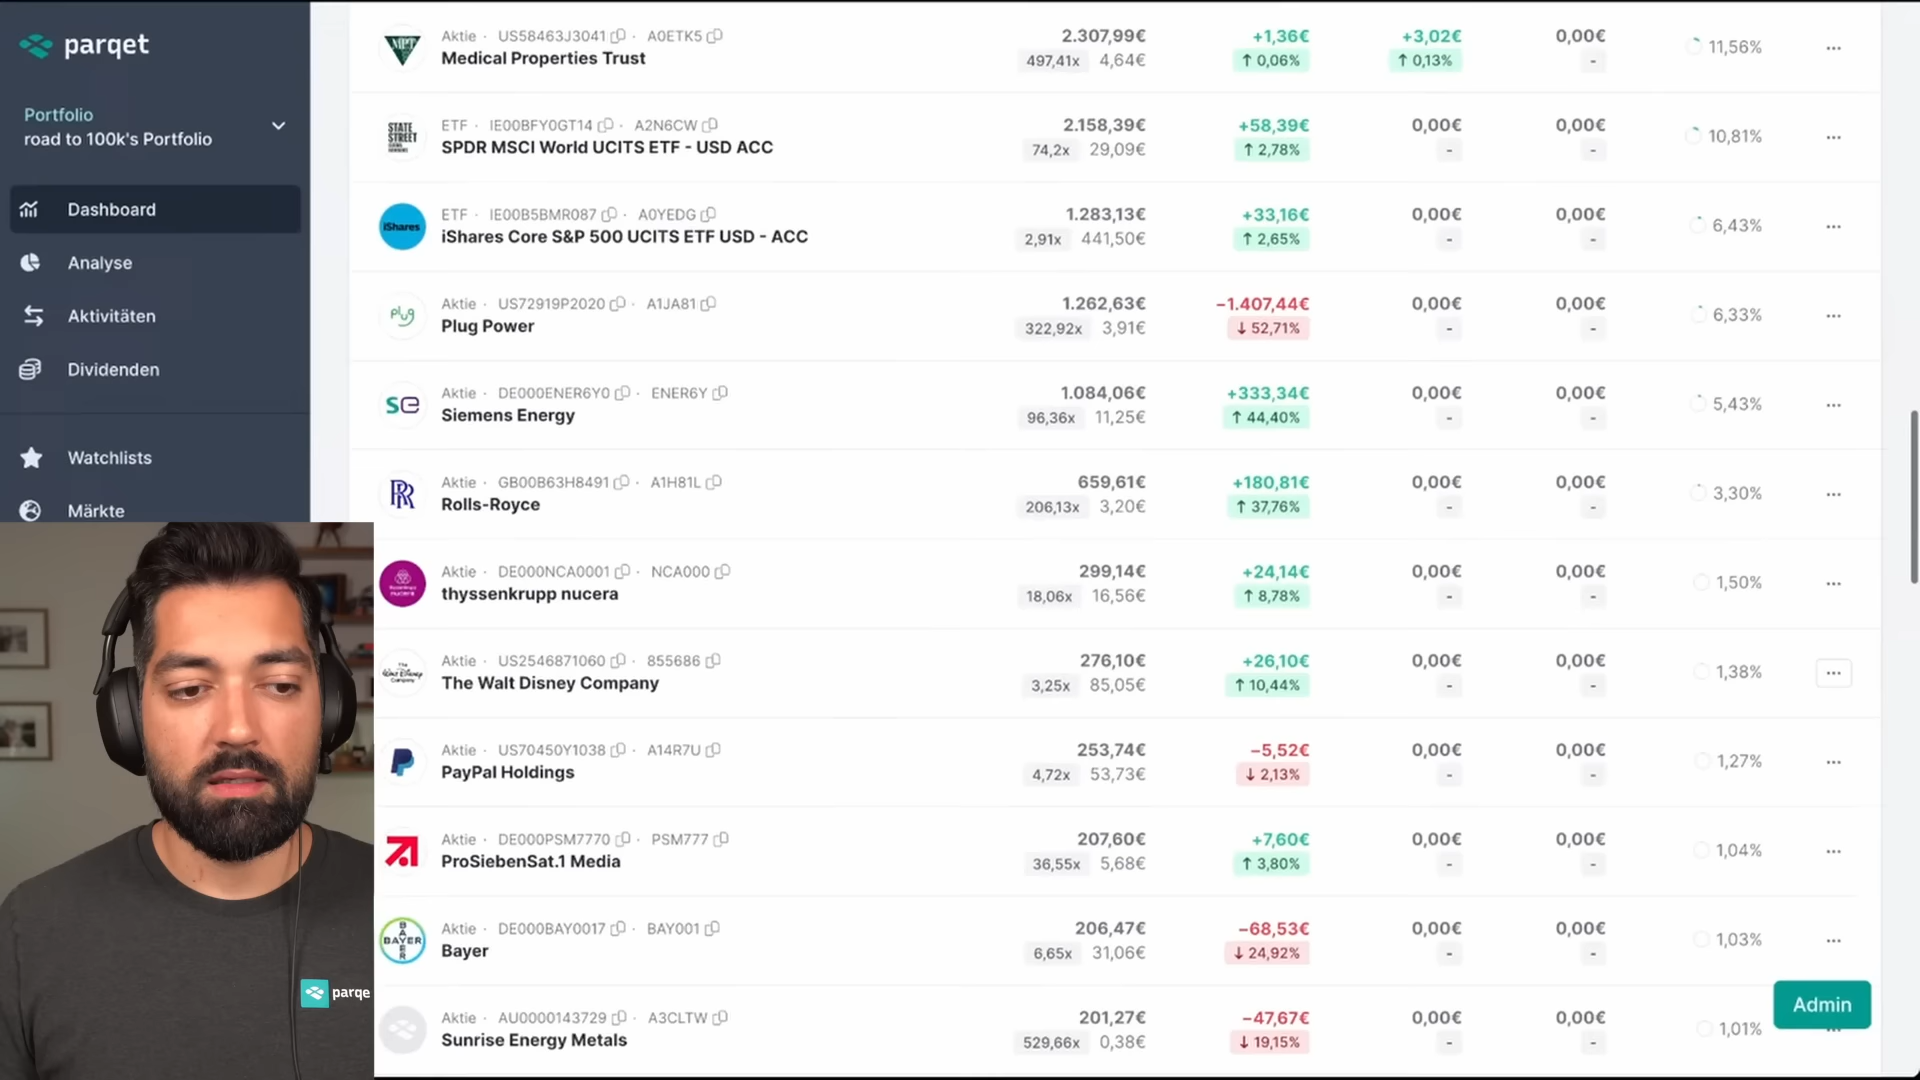 parqet
Portfolio
road to 100k's Portfolio
Dashboard
Analyse
Aktivitäten
Dividenden
Watchlists
Märkte
MPT
Aktie · US58463J3041 · A0ETK5
Medical Properties Trust
2.307,99€
497,41x 4,64€
+1,36€
↑ 0,06%
+3,02€
↑ 0,13%
0,00€
-
11,56%
...
STATE
STREET
ETF · IE00BFY0GT14 · A2N6CW
SPDR MSCI World UCITS ETF - USD ACC
2.158,39€
74,2x 29,09€
+58,39€
↑ 2,78%
0,00€
-
0,00€
-
10,81%
...
iShares
ETF · IE00B5BMR087 · A0YEDG
iShares Core S&P 500 UCITS ETF USD - ACC
1.283,13€
2,91x 441,50€
+33,16€
↑ 2,65%
0,00€
-
0,00€
-
6,43%
...
plug
Aktie · US72919P2020 · A1JA81
Plug Power
1.262,63€
322,92x 3,91€
−1.407,44€
↓ 52,71%
0,00€
-
0,00€
-
6,33%
...
se
Aktie · DE000ENER6Y0 · ENER6Y
Siemens Energy
1.084,06€
96,36x 11,25€
+333,34€
↑ 44,40%
0,00€
-
0,00€
-
5,43%
...
RR
Aktie · GB00B63H8491 · A1H81L
Rolls-Royce
659,61€
206,13x 3,20€
+180,81€
↑ 37,76%
0,00€
-
0,00€
-
3,30%
...
Aktie · DE000NCA0001 · NCA000
thyssenkrupp nucera
299,14€
18,06x 16,56€
+24,14€
↑ 8,78%
0,00€
-
0,00€
-
1,50%
...
The
Walt Disney
Company
Aktie · US2546871060 · 855686
The Walt Disney Company
276,10€
3,25x 85,05€
+26,10€
↑ 10,44%
0,00€
-
0,00€
-
1,38%
...
Aktie · US70450Y1038 · A14R7U
PayPal Holdings
253,74€
4,72x 53,73€
−5,52€
↓ 2,13%
0,00€
-
0,00€
-
1,27%
...
Aktie · DE000PSM7770 · PSM777
ProSiebenSat.1 Media
207,60€
36,55x 5,68€
+7,60€
↑ 3,80%
0,00€
-
0,00€
-
1,04%
...
BAYER
BAYER
Aktie · DE000BAY0017 · BAY001
Bayer
206,47€
6,65x 31,06€
−68,53€
↓ 24,92%
0,00€
-
0,00€
-
1,03%
...
parqe
Aktie · AU0000143729 · A3CLTW
Sunrise Energy Metals
201,27€
529,66x 0,38€
−47,67€
↓ 19,15%
0,00€
-
0,00€
-
1,01%
...
Admin